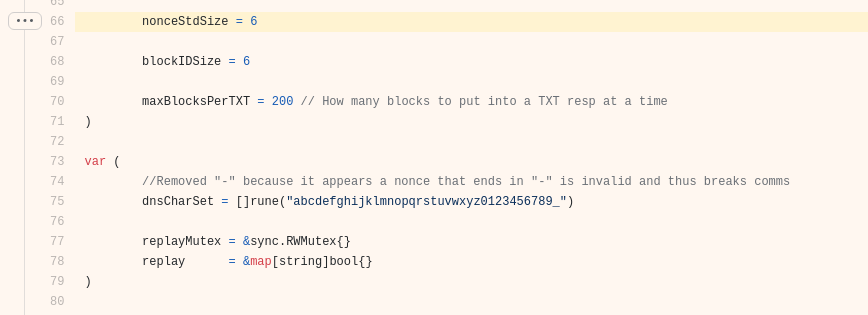 65
66 nonceStdSize = 6
67
68 blockIDSize = 6
69
70 maxBlocksPerTXT = 200 // How many blocks to put into a TXT resp at a time
71 )
72
73 var (
74 //Removed "-" because it appears a nonce that ends in "-" is invalid and thus breaks comms
75 dnsCharSet = []rune("abcdefghijklmnopqrstuvwxyz0123456789_")
76
77 replayMutex = &sync.RWMutex{}
78 replay      = &map[string]bool{}
79 )
80